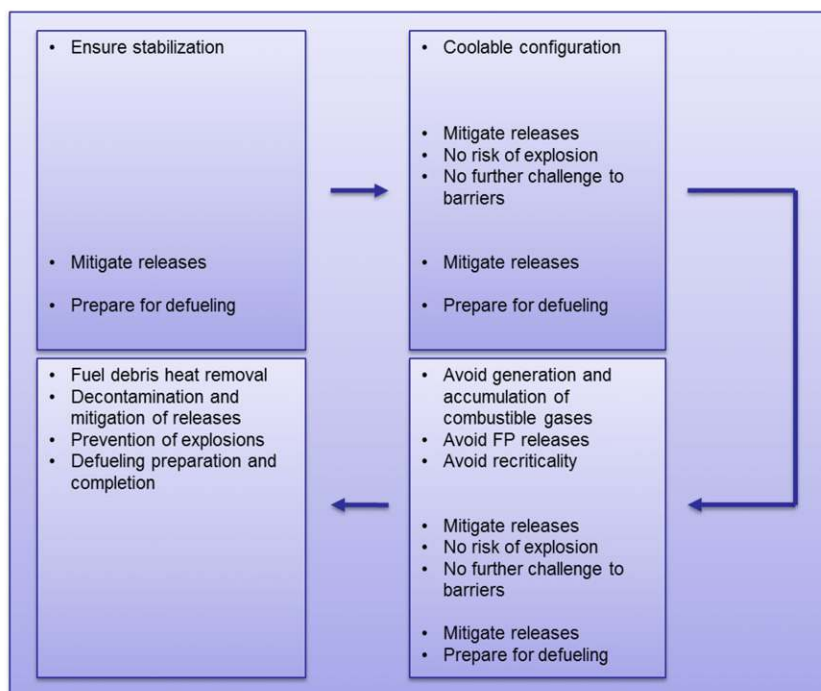 • Ensure stabilization
• Mitigate releases
• Prepare for defueling
• Coolable configuration
• Mitigate releases
• No risk of explosion
• No further challenge to
barriers
• Mitigate releases
• Prepare for defueling
• Avoid generation and
accumulation of
combustible gases
• Avoid FP releases
• Avoid recriticality
• Mitigate releases
• No risk of explosion
• No further challenge to
barriers
• Mitigate releases
• Prepare for defueling
• Fuel debris heat removal
• Decontamination and
mitigation of releases
• Prevention of explosions
• Defueling preparation and
completion